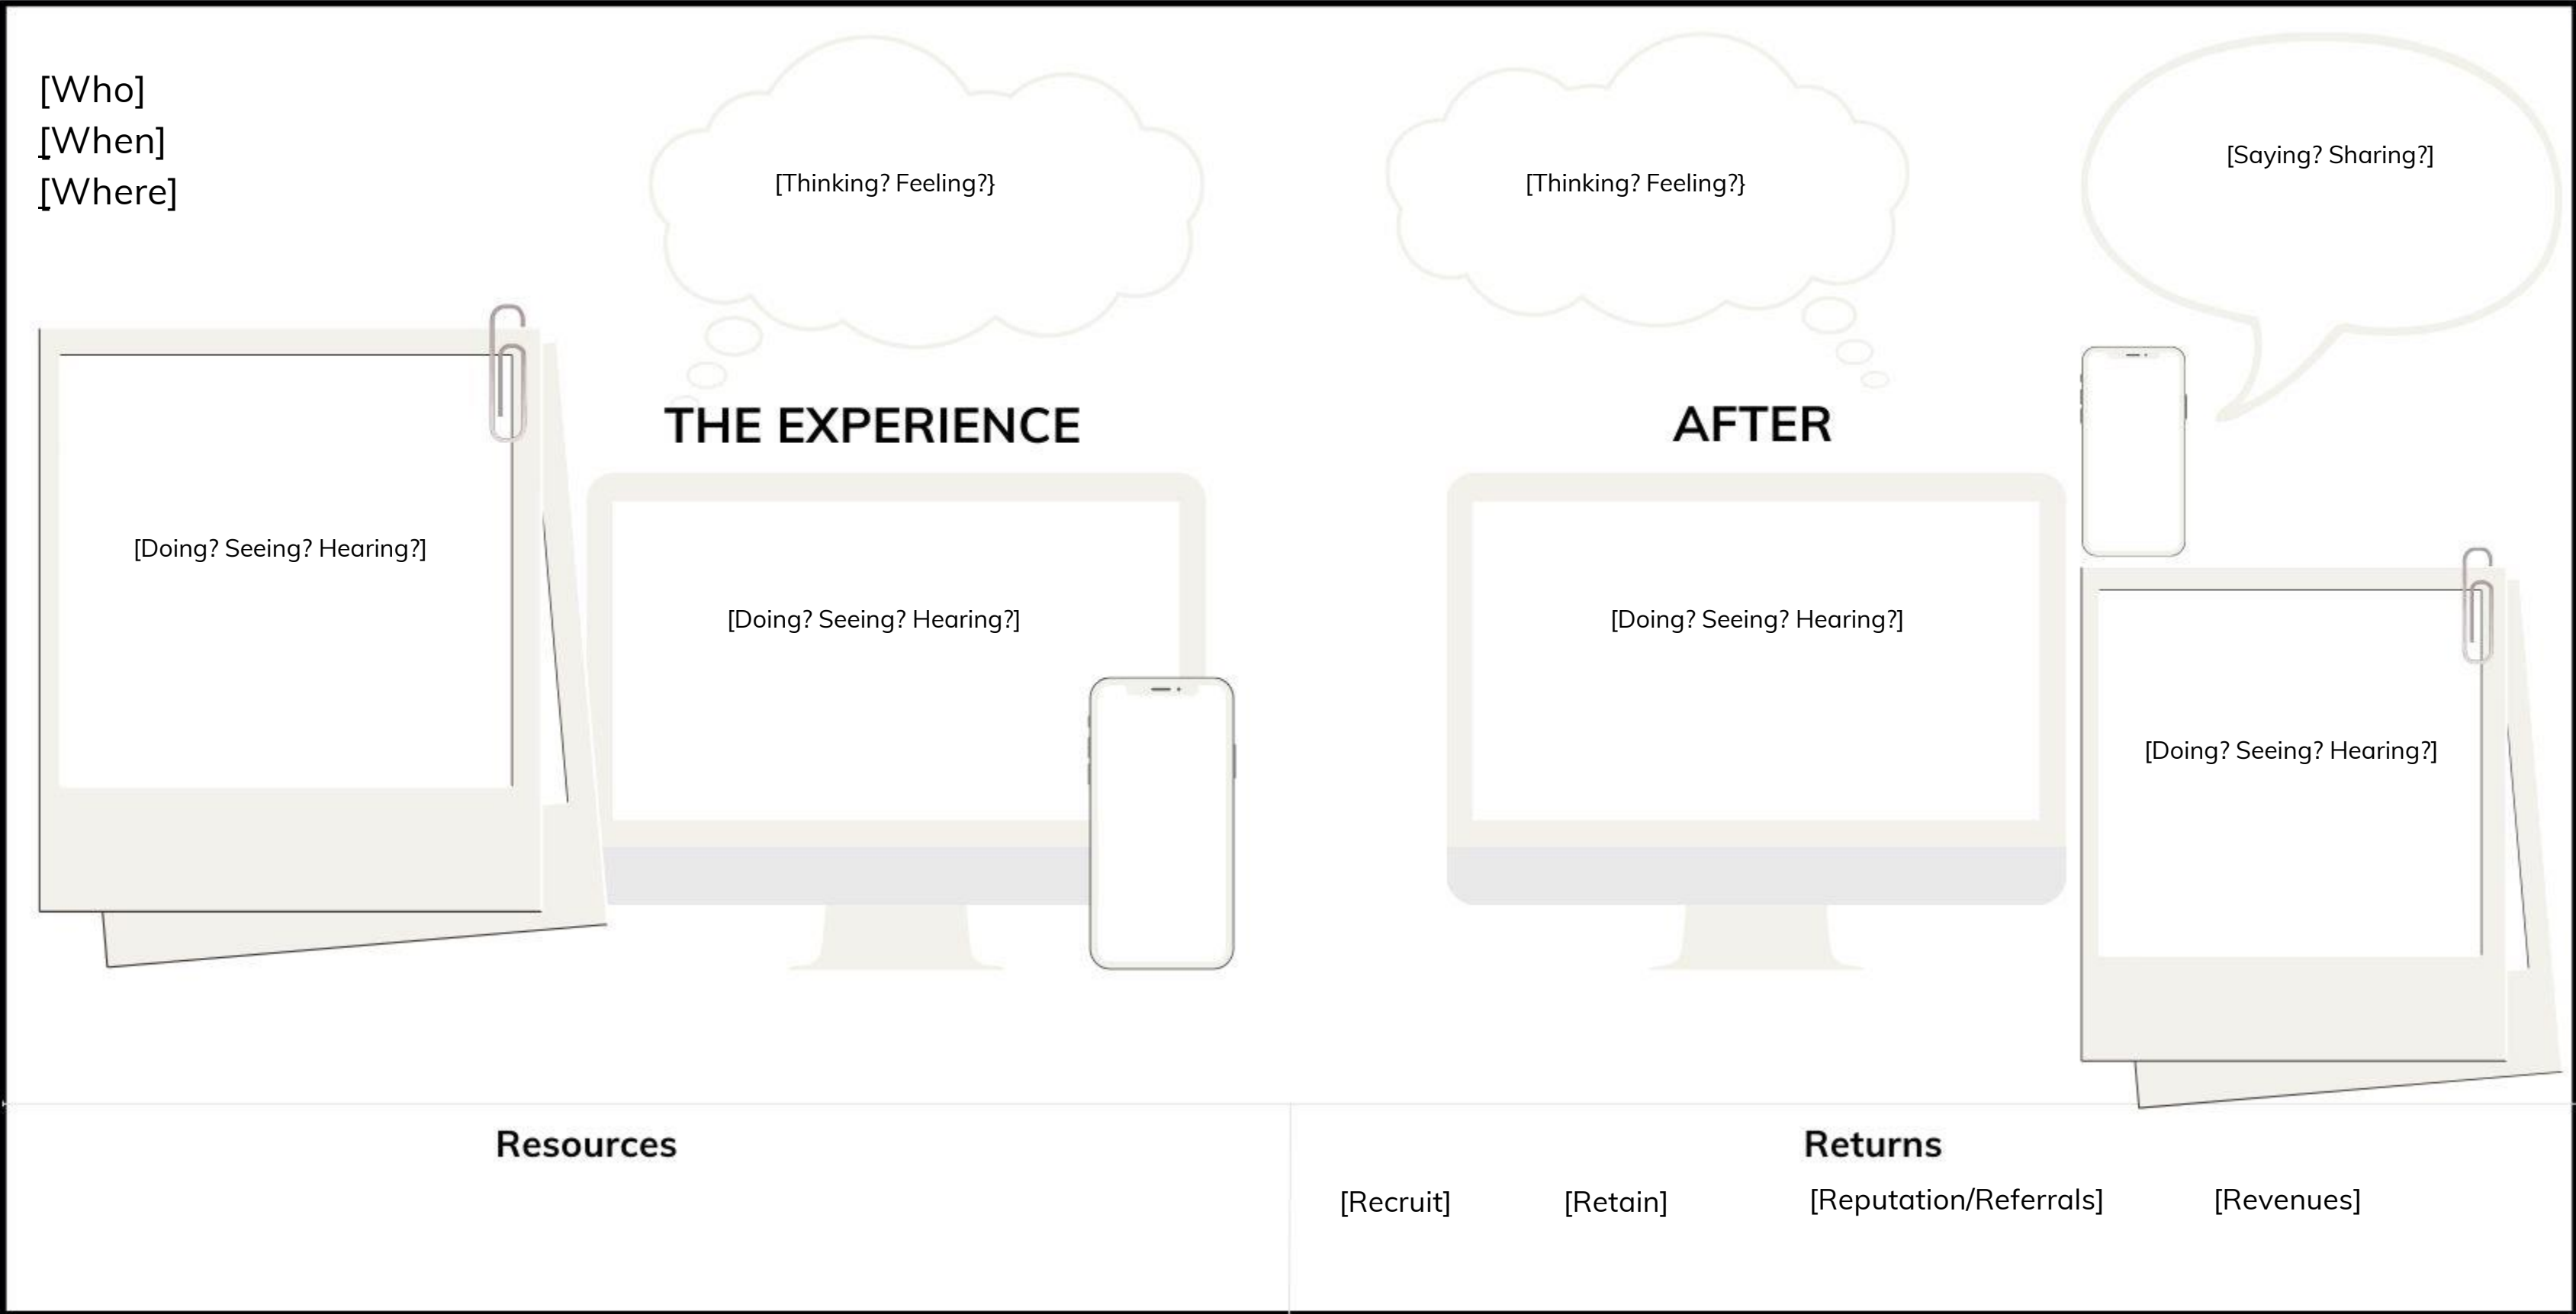 [Who]
[When]
[Where]
[Thinking? Feeling?}
[Thinking? Feeling?}
[Saying? Sharing?]
THE EXPERIENCE
AFTER
[Doing? Seeing? Hearing?]
[Doing? Seeing? Hearing?]
[Doing? Seeing? Hearing?]
[Doing? Seeing? Hearing?]
Resources
Returns
[Recruit]
[Retain]
[Reputation/Referrals]
[Revenues]